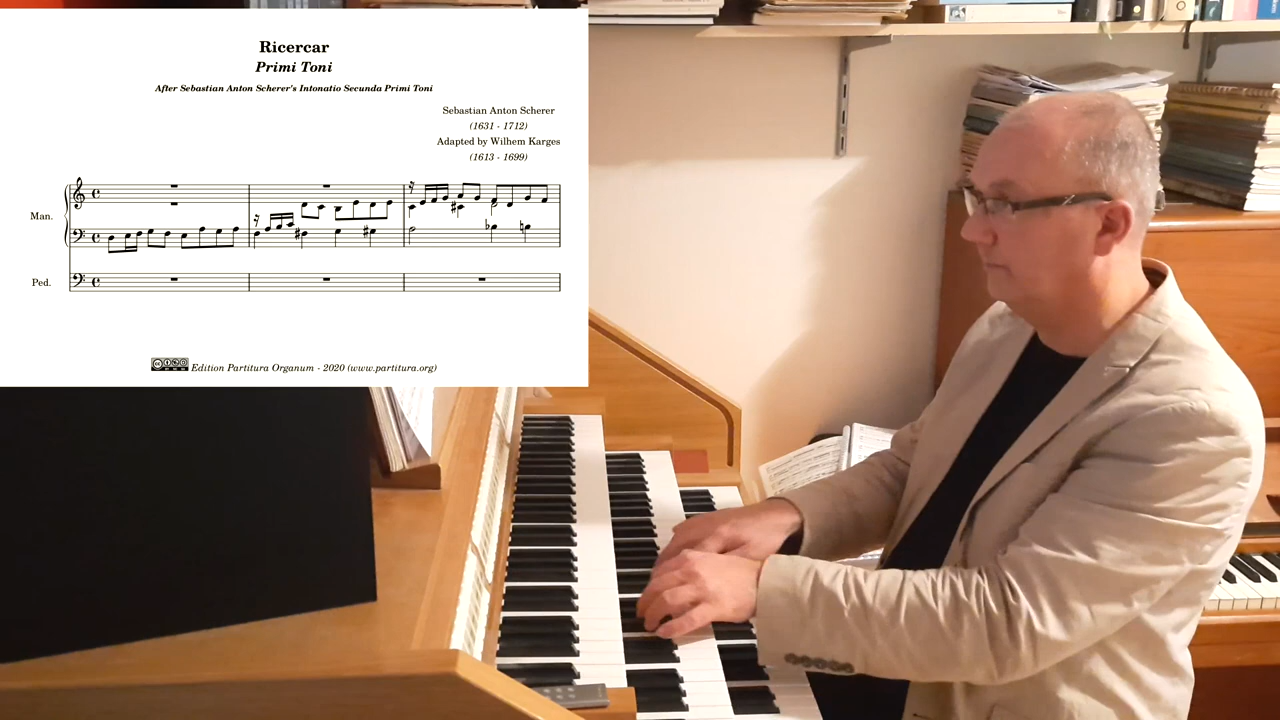 Ricercar
Primi Toni
After Sebastian Anton Scherer's Intonatio Secunda Primi Toni
Sebastian Anton Scherer
(1631 - 1712)
Adapted by Wilhem Karges
(1613 - 1699)
Man.
Ped.
Edition Partitura Organum - 2020 (www.partitura.org)